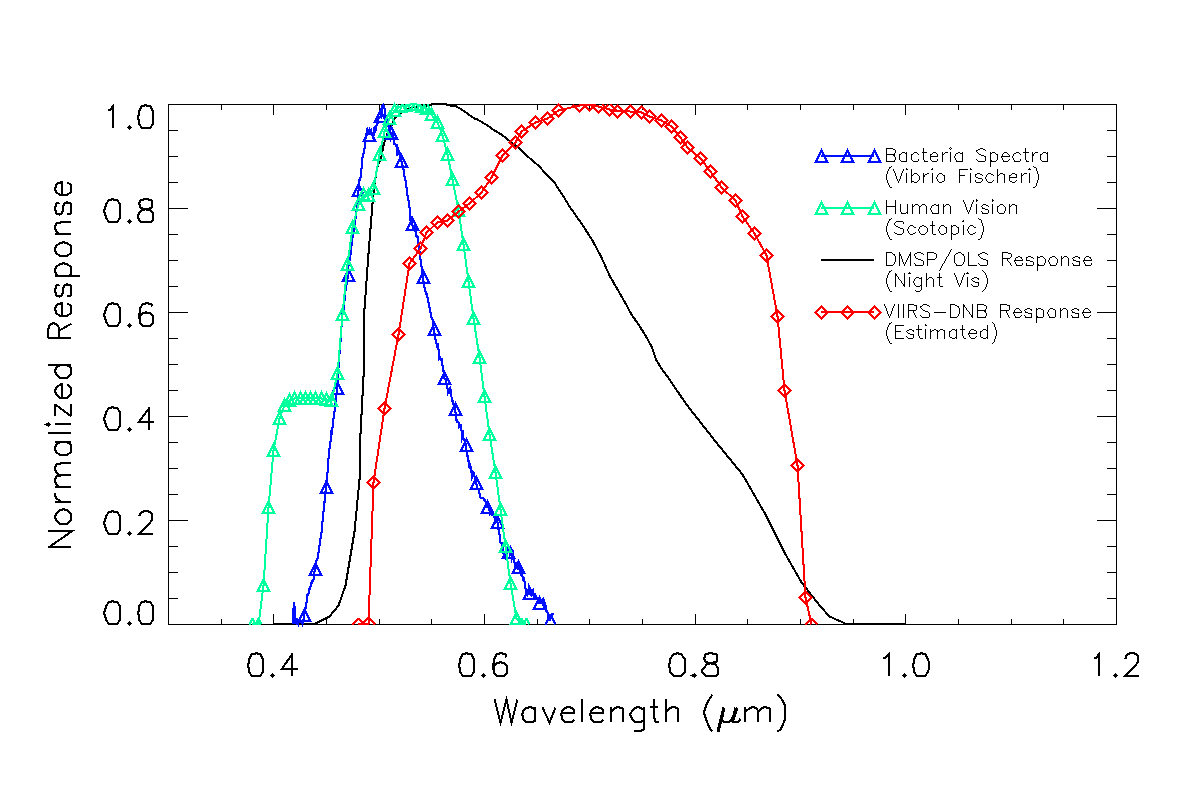 1.0
0.8
0.6
0.4
0.2
0.0
Normalized Response
Bacteria Spectra
(Vibrio Fischeri)
Human Vision
(Scotopic)
DMSP/OLS Response
(Night Vis)
VIIRS-DNB Response
(Estimated)
0.4 0.6 0.8 1.0 1.2
Wavelength (μm)